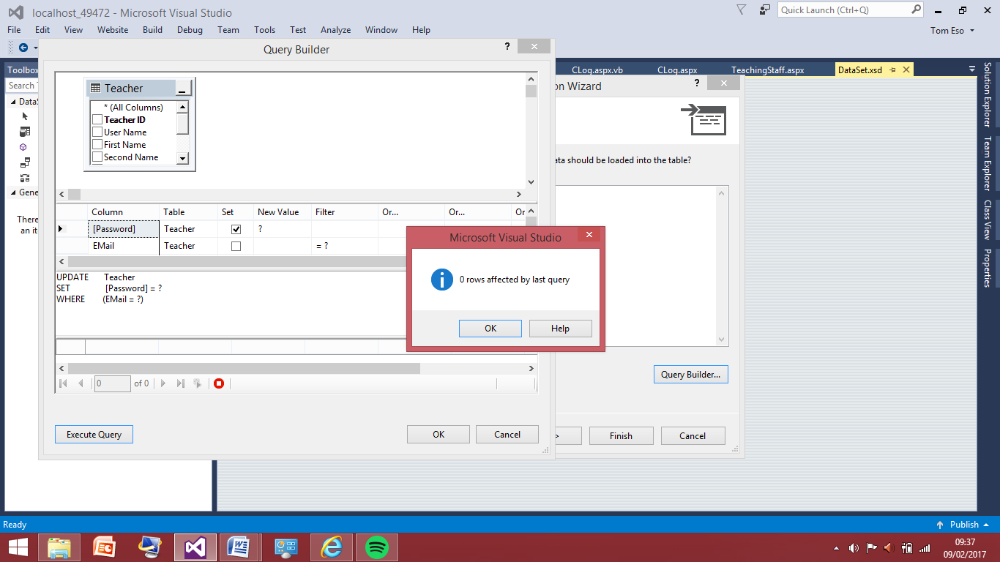 localhost_49472 - Microsoft Visual Studio
Quick Launch (Ctrl+Q)
File Edit View Website Build Debug Team Tools Test Analyze Window Help
Tom Eso
Query Builder
?
Toolbox
Search T
CLog.aspx.vb CLog.aspx TeachingStaff.aspx DataSet.xsd
on Wizard
?
Teacher
* (All Columns)
Teacher ID
User Name
First Name
Second Name
DataS
Gene
There
an it
ata should be loaded into the table?
Column Table Set New Value Filter Or... Or... Or
[Password] Teacher ?
EMail Teacher = ?
UPDATE Teacher
SET [Password] = ?
WHERE (EMail = ?)
Microsoft Visual Studio
0 rows affected by last query
OK Help
Query Builder...
0 of 0
Execute Query OK Cancel
> Finish Cancel
Solution Explorer
Team Explorer
Class View
Properties
Ready
Publish
09:37
09/02/2017